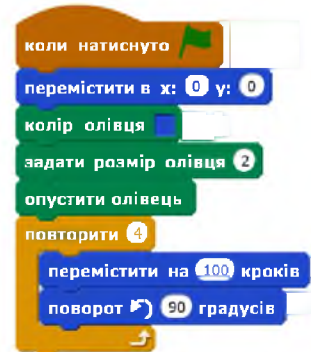 коли натиснуто
перемістити в x: 0 y: 0
колір олівця
задати розмір олівця 2
опустити олівець
повторити 4
перемістити на 100 кроків
поворот 90 градусів